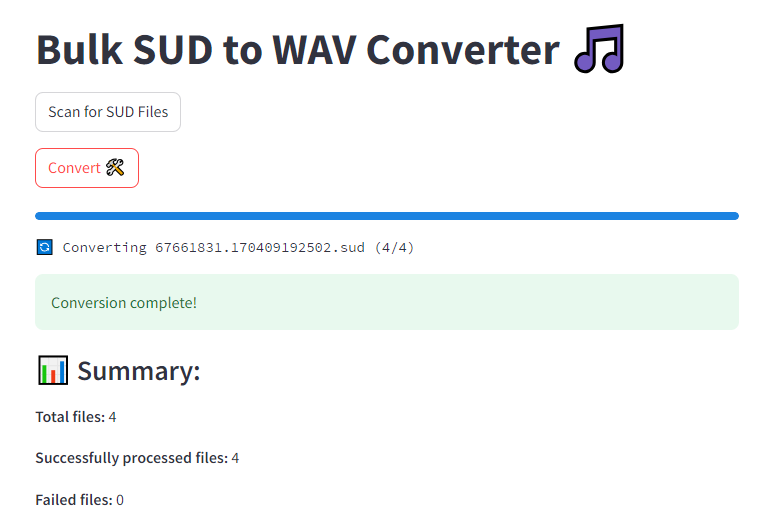 Bulk SUD to WAV Converter 🎵
Scan for SUD Files
Convert 🛠️
🔄 Converting 67661831.170409192502.sud (4/4)
Conversion complete!
📊 Summary:
Total files: 4
Successfully processed files: 4
Failed files: 0